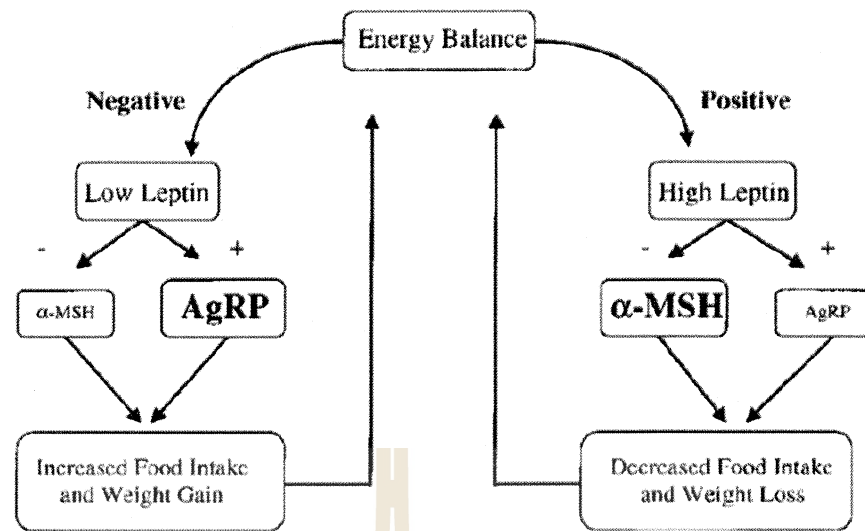 Energy Balance
Negative
Positive
Low Leptin
High Leptin
- +
- +
α-MSH
AgRP
α-MSH
AgRP
Increased Food Intake
and Weight Gain
Decreased Food Intake
and Weight Loss